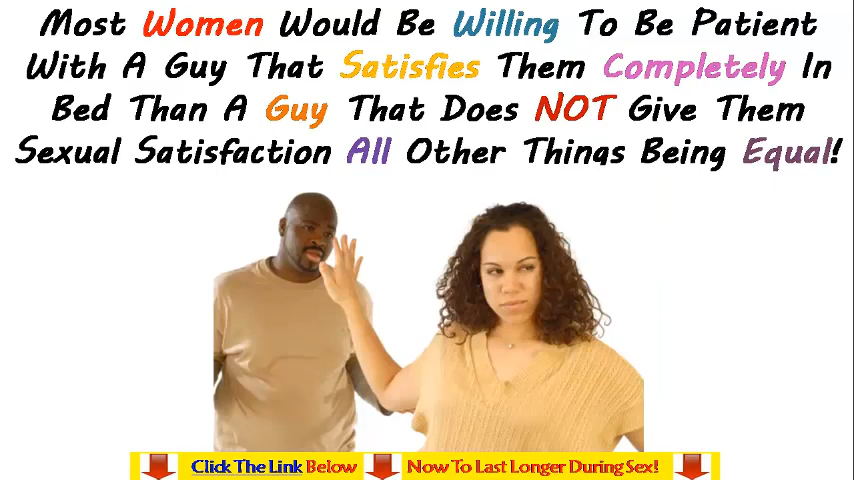 Most Women Would Be Willing To Be Patient
With A Guy That Satisfies Them Completely In
Bed Than A Guy That Does NOT Give Them
Sexual Satisfaction All Other Things Being Equal!
Click The Link Below Now To Last Longer During Sex!